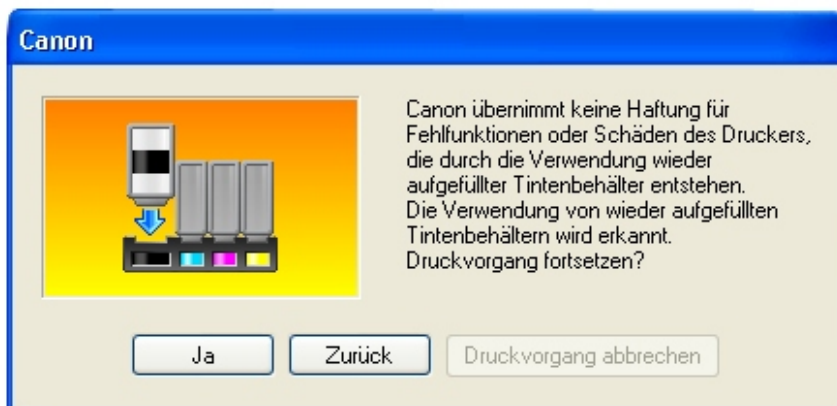 Canon
Canon übernimmt keine Haftung für
Fehlfunktionen oder Schäden des Druckers,
die durch die Verwendung wieder
aufgefüllter Tintenbehälter entstehen.
Die Verwendung von wieder aufgefüllten
Tintenbehältern wird erkannt.
Druckvorgang fortsetzen?
Ja
Zurück
Druckvorgang abbrechen